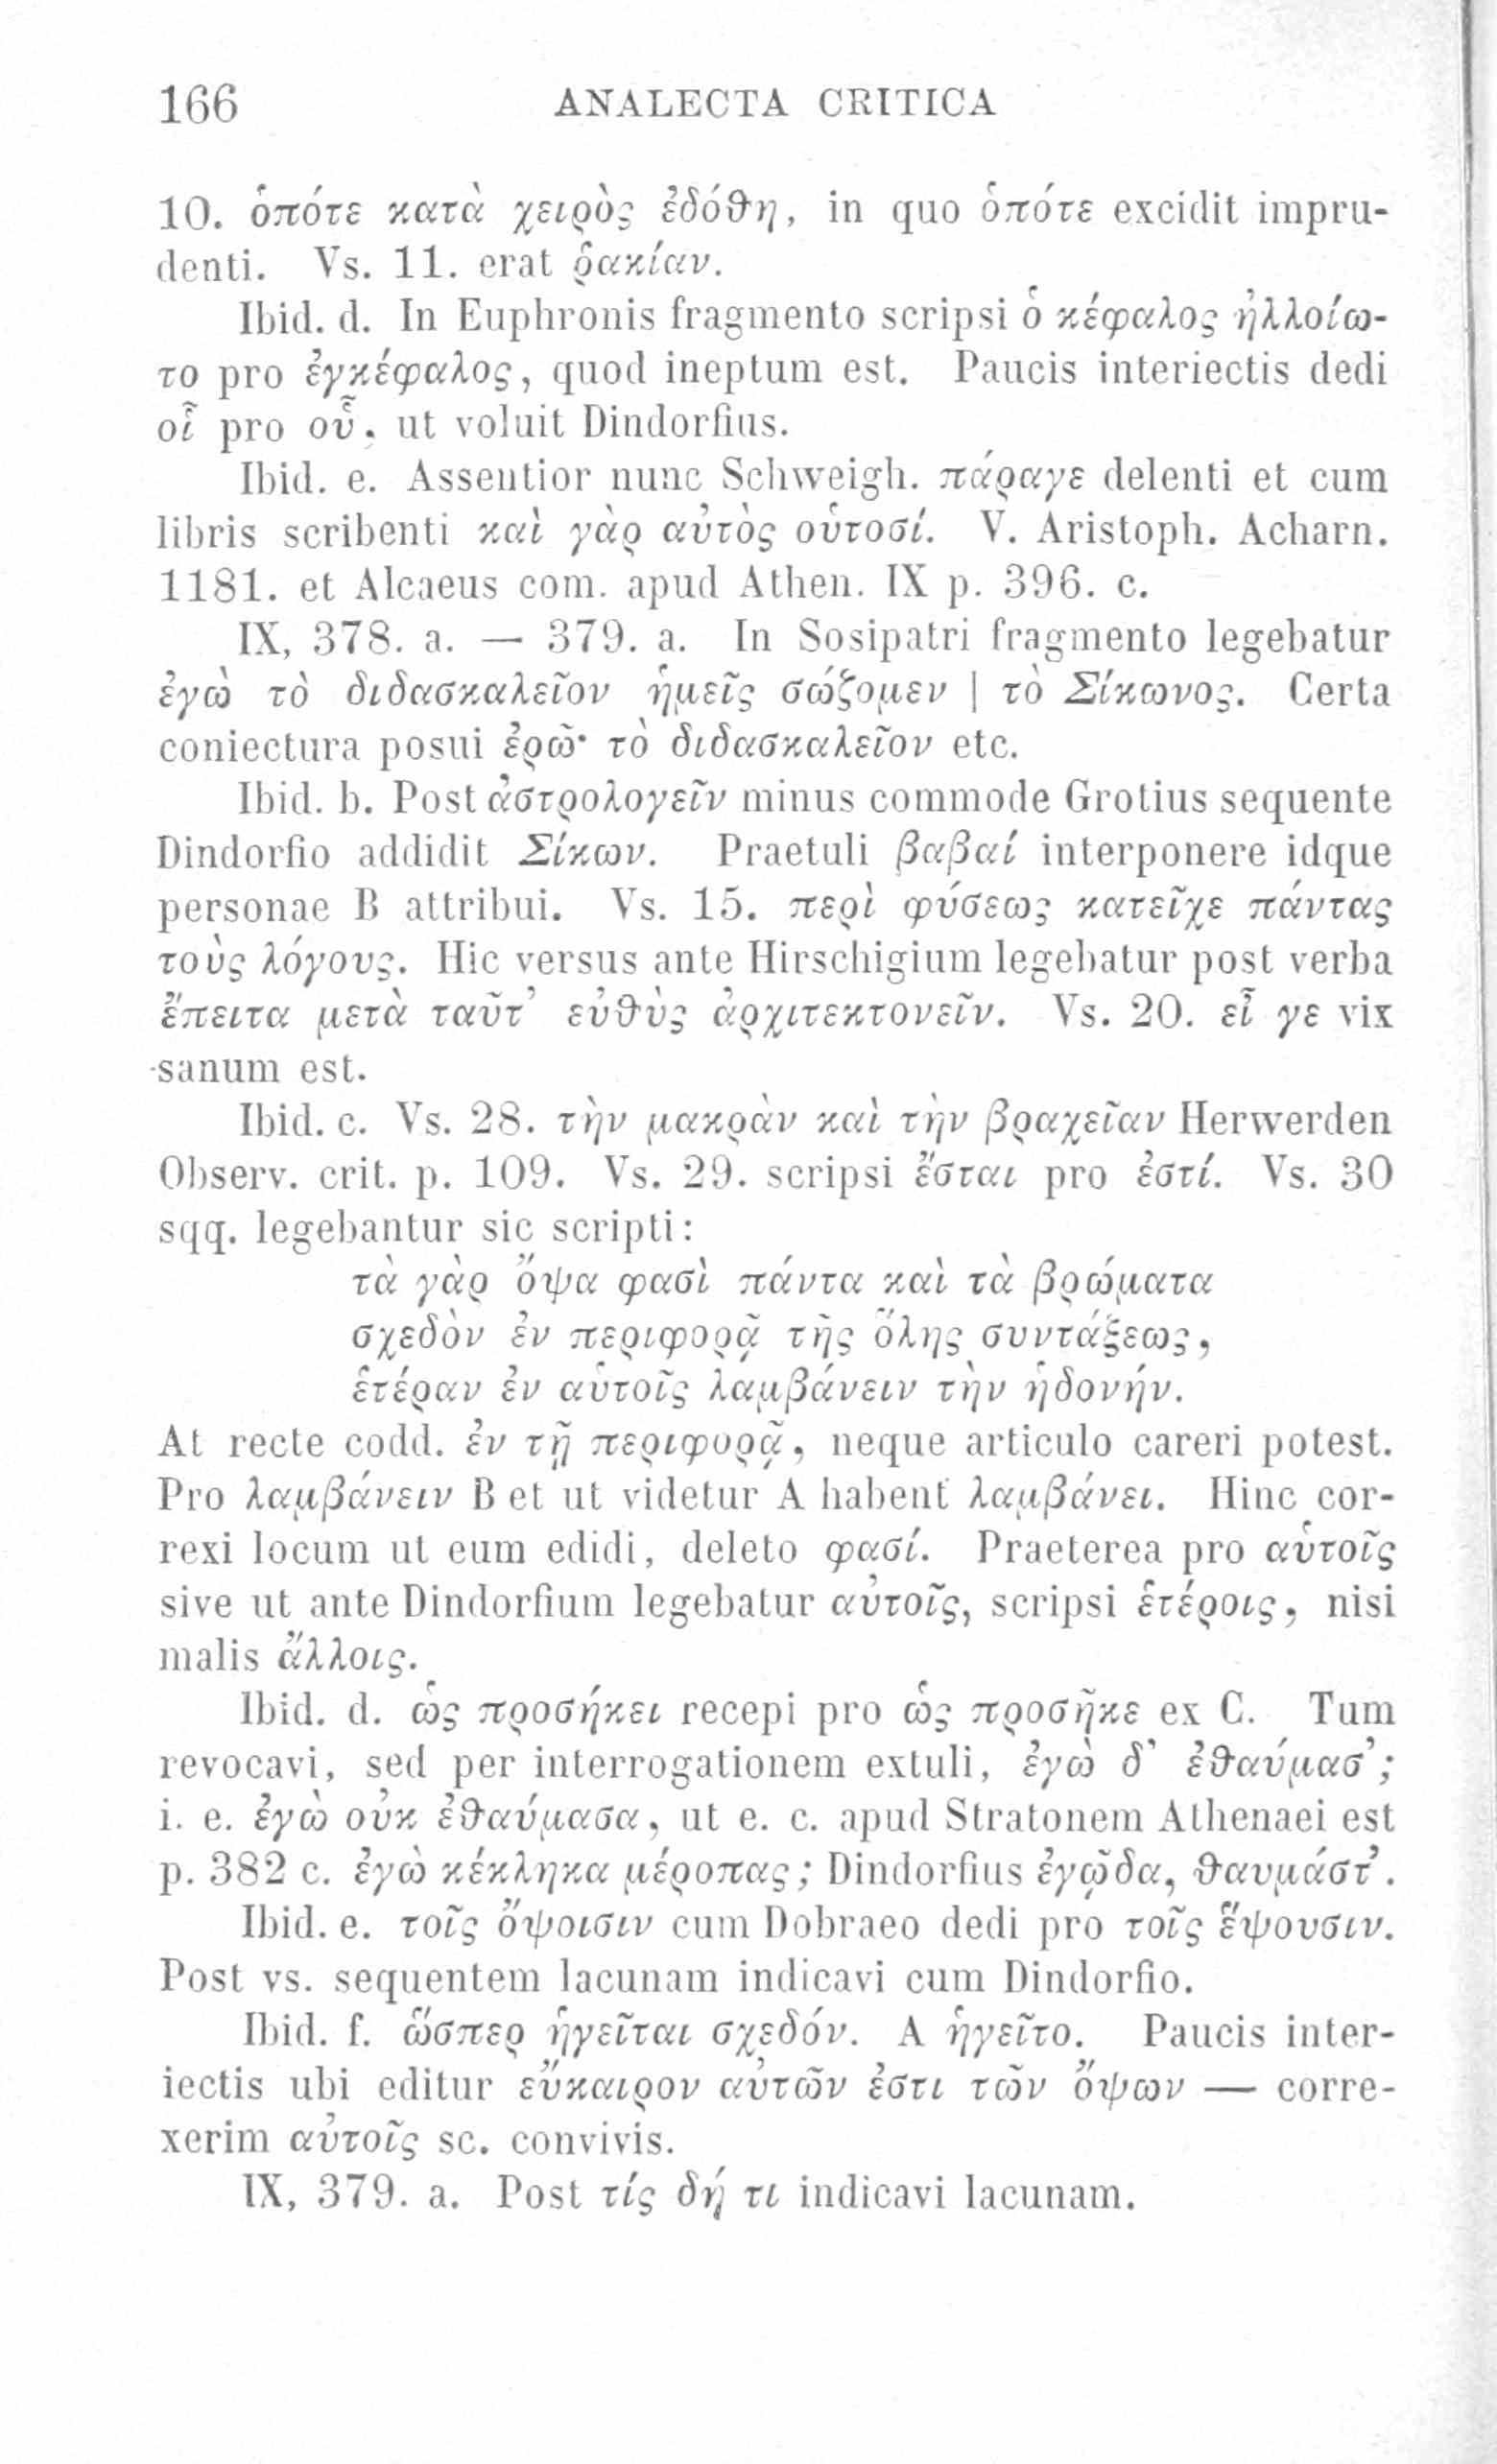 166 ANALECTA CRITICA
10. ὁπότε κατὰ χειρὸς ἐδόθη, in quo ὁπότε excidit impru-
denti. Vs. 11. erat ῥακίαν.
Ibid. d. In Euphronis fragmento scripsi ὁ κέφαλος ἠλλοίω-
το pro ἐγκέφαλος, quod ineptum est. Paucis interiectis dedi
οἷ pro οὗ, ut voluit Dindorfius.
Ibid. e. Assentior nunc Schweigh. πάραγε delenti et cum
libris scribenti καὶ γὰρ αὐτὸς οὑτοσί. V. Aristoph. Acharn.
1181. et Alcaeus com. apud Athen. IX p. 396. c.
IX, 378. a. — 379. a. In Sosipatri fragmento legebatur
ἐγὼ τὸ διδασκαλεῖον ἡμεῖς σώζομεν | τὸ Σίκωνος. Certa
coniectura posui ἐρῶ· τὸ διδασκαλεῖον etc.
Ibid. b. Post ἀστρολογεῖν minus commode Grotius sequente
Dindorfio addidit Σίκων. Praetuli βαβαί interponere idque
personae B attribui. Vs. 15. περὶ φύσεως κατεῖχε πάντας
τοὺς λόγους. Hic versus ante Hirschigium legebatur post verba
ἔπειτα μετὰ ταῦτ᾽ εὐθὺς ἀρχιτεκτονεῖν. Vs. 20. εἶ γε vix
sanum est.
Ibid. c. Vs. 28. τὴν μακρὰν καὶ τὴν βραχεῖαν Herwerden
Observ. crit. p. 109. Vs. 29. scripsi ἔσται pro ἐστί. Vs. 30
sqq. legebantur sic scripti:
τὰ γὰρ ὄψα φασὶ πάντα καὶ τὰ βρώματα
σχεδὸν ἐν περιφορᾷ τῆς ὅλης συντάξεως,
ἑτέραν ἐν αὑτοῖς λαμβάνειν τὴν ἡδονήν.
At recte codd. ἐν τῇ περιφορᾷ, neque articulo careri potest.
Pro λαμβάνειν B et ut videtur A habent λαμβάνει. Hinc cor-
rexi locum ut eum edidi, deleto φασί. Praeterea pro αὑτοῖς
sive ut ante Dindorfium legebatur αὐτοῖς, scripsi ἑτέροις, nisi
malis ἄλλοις.
Ibid. d. ὡς προσήκει recepi pro ὡς προσῆκε ex C. Tum
revocavi, sed per interrogationem extuli, ἐγὼ δ᾽ ἐθαύμασ᾽;
i. e. ἐγὼ οὐκ ἐθαύμασα, ut e. c. apud Stratonem Athenaei est
p. 382 c. ἐγὼ κέκληκα μέροπας; Dindorfius ἐγᾦδα, θαυμάστ᾽.
Ibid. e. τοῖς ὄψοισιν cum Dobraeo dedi pro τοῖς ἕψουσιν.
Post vs. sequentem lacunam indicavi cum Dindorfio.
Ibid. f. ὥσπερ ἡγεῖται σχεδόν. A ἡγεῖτο. Paucis inter-
iectis ubi editur εὔκαιρον αὐτῶν ἐστι τῶν ὄψων — corre-
xerim αὐτοῖς sc. convivis.
IX, 379. a. Post τίς δή τι indicavi lacunam.